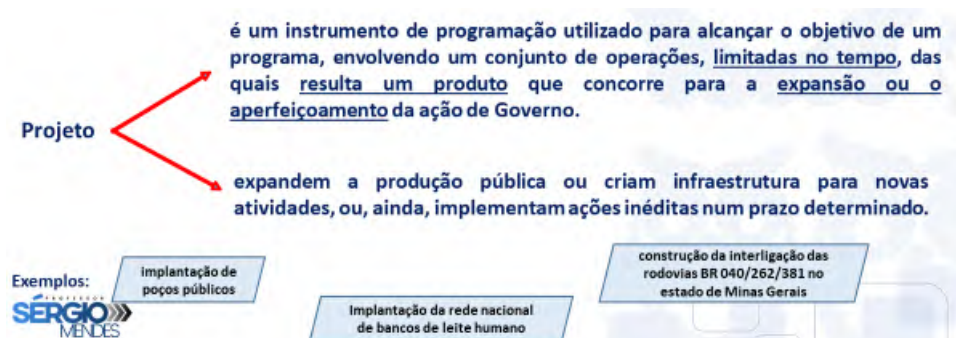 é um instrumento de programação utilizado para alcançar o objetivo de um
programa, envolvendo um conjunto de operações, limitadas no tempo, das
quais resulta um produto que concorre para a expansão ou o
aperfeiçoamento da ação de Governo.
Projeto
expandem a produção pública ou criam infraestrutura para novas
atividades, ou, ainda, implementam ações inéditas num prazo determinado.
Exemplos:
implantação de
poços públicos
construção da interligação das
rodovias BR 040/262/381 no
estado de Minas Gerais
Implantação da rede nacional
de bancos de leite humano
PROFESSOR
SÉRGIO
MENDES